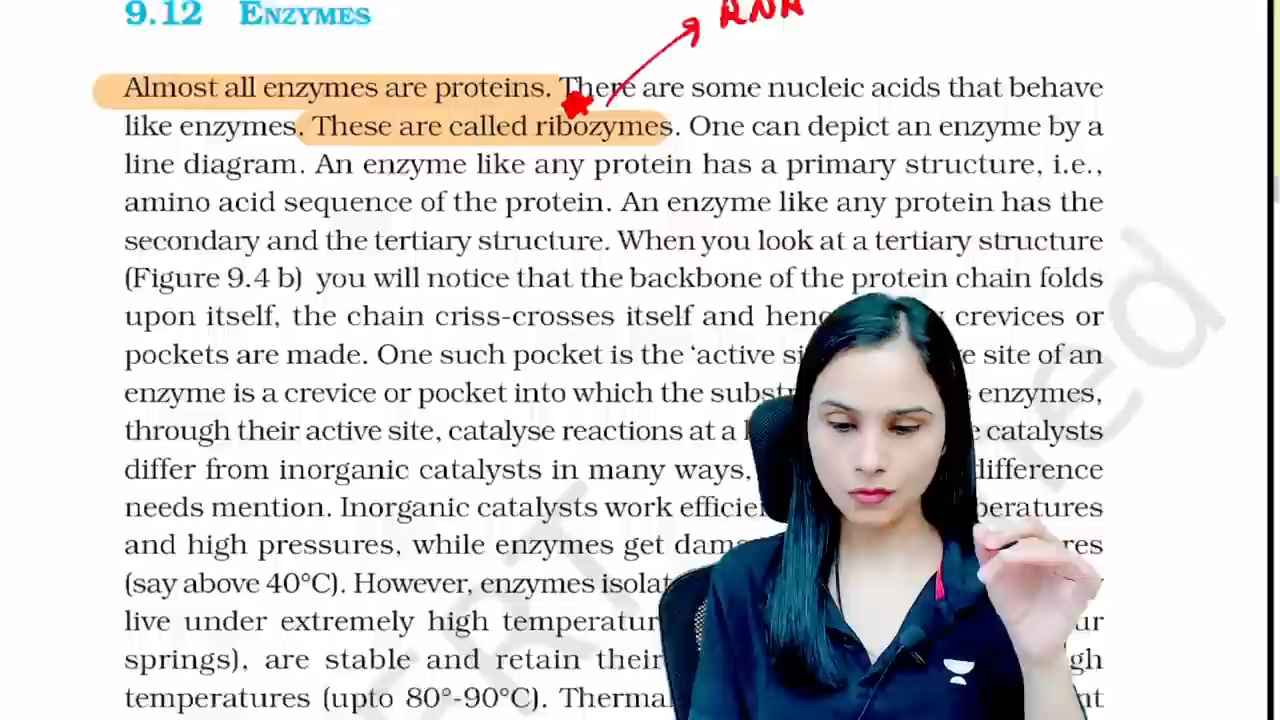 9.12 ENZYMES
RNA
Almost all enzymes are proteins. There are some nucleic acids that behave
like enzymes. These are called ribozymes. One can depict an enzyme by a
line diagram. An enzyme like any protein has a primary structure, i.e.,
amino acid sequence of the protein. An enzyme like any protein has the
secondary and the tertiary structure. When you look at a tertiary structure
(Figure 9.4 b) you will notice that the backbone of the protein chain folds
upon itself, the chain criss-crosses itself and crevices or
pockets are made. One such pocket is the ‘active site of an
enzyme is a crevice or pocket into which the enzymes,
through their active site, catalyse reactions at a catalysts
differ from inorganic catalysts in many ways, difference
needs mention. Inorganic catalysts work
and high pressures, while enzymes get
(say above 40°C). However, enzymes
live under extremely high
springs), are stable and retain their
temperatures (upto 80°-90°C).